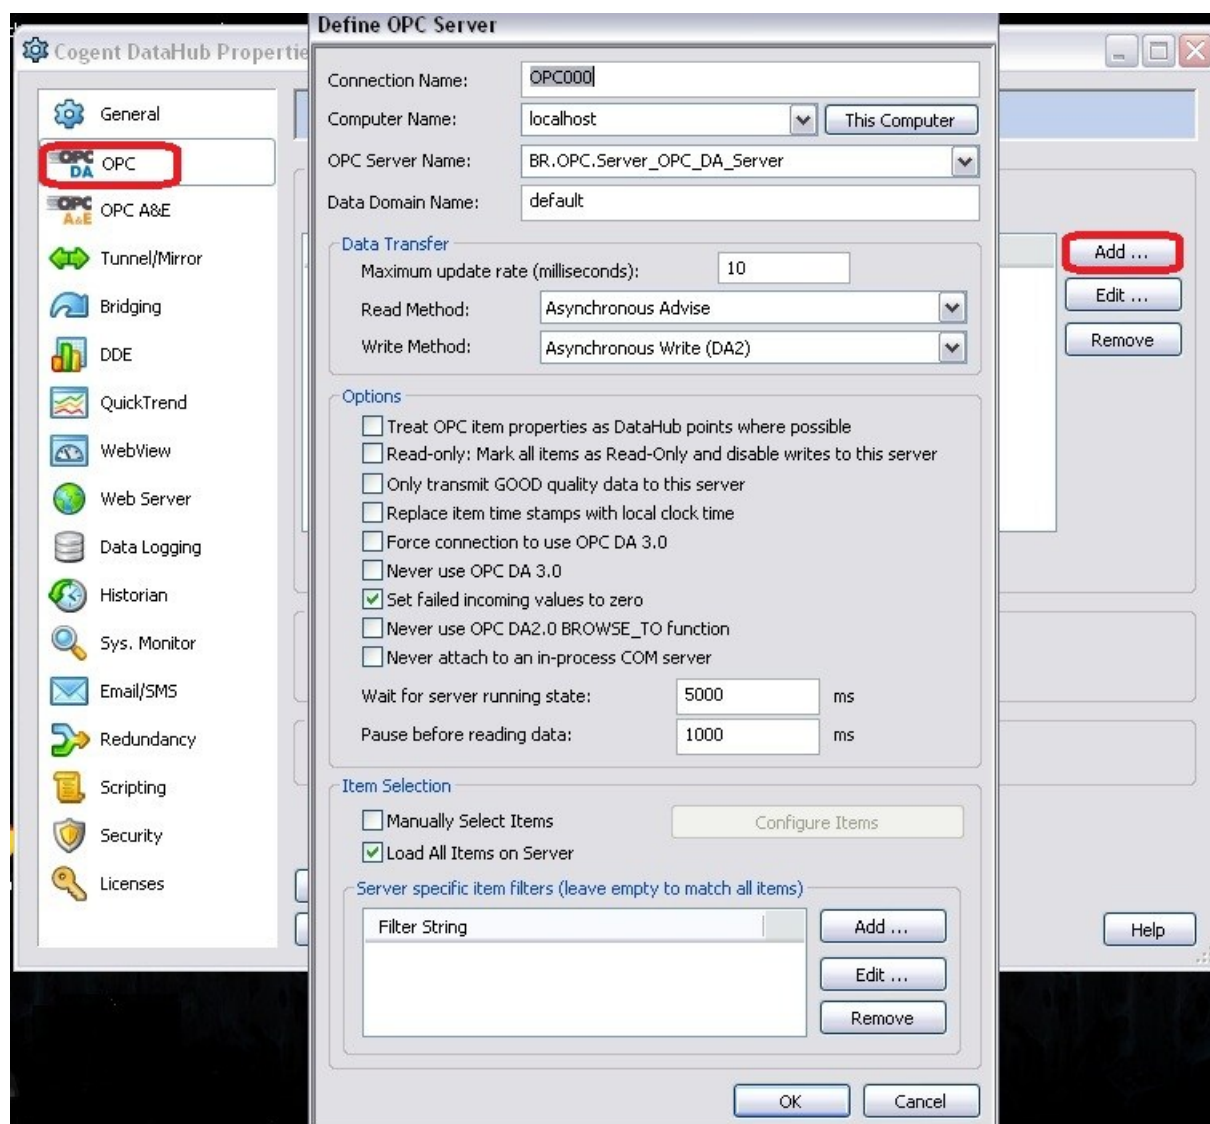 Define OPC Server
Cogent DataHub Propertie
General
OPC DA OPC
OPC A&E OPC A&E
Tunnel/Mirror
Bridging
DDE
QuickTrend
WebView
Web Server
Data Logging
Historian
Sys. Monitor
Email/SMS
Redundancy
Scripting
Security
Licenses
Connection Name: OPC000
Computer Name: localhost This Computer
OPC Server Name: BR.OPC.Server_OPC_DA_Server
Data Domain Name: default
Data Transfer
Maximum update rate (milliseconds): 10
Read Method: Asynchronous Advise
Write Method: Asynchronous Write (DA2)
Options
Treat OPC item properties as DataHub points where possible
Read-only: Mark all items as Read-Only and disable writes to this server
Only transmit GOOD quality data to this server
Replace item time stamps with local clock time
Force connection to use OPC DA 3.0
Never use OPC DA 3.0
Set failed incoming values to zero
Never use OPC DA2.0 BROWSE_TO function
Never attach to an in-process COM server
Wait for server running state: 5000 ms
Pause before reading data: 1000 ms
Item Selection
Manually Select Items Configure Items
Load All Items on Server
Server specific item filters (leave empty to match all items)
Filter String
Add ...
Edit ...
Remove
OK Cancel
Add ...
Edit ...
Remove
Help